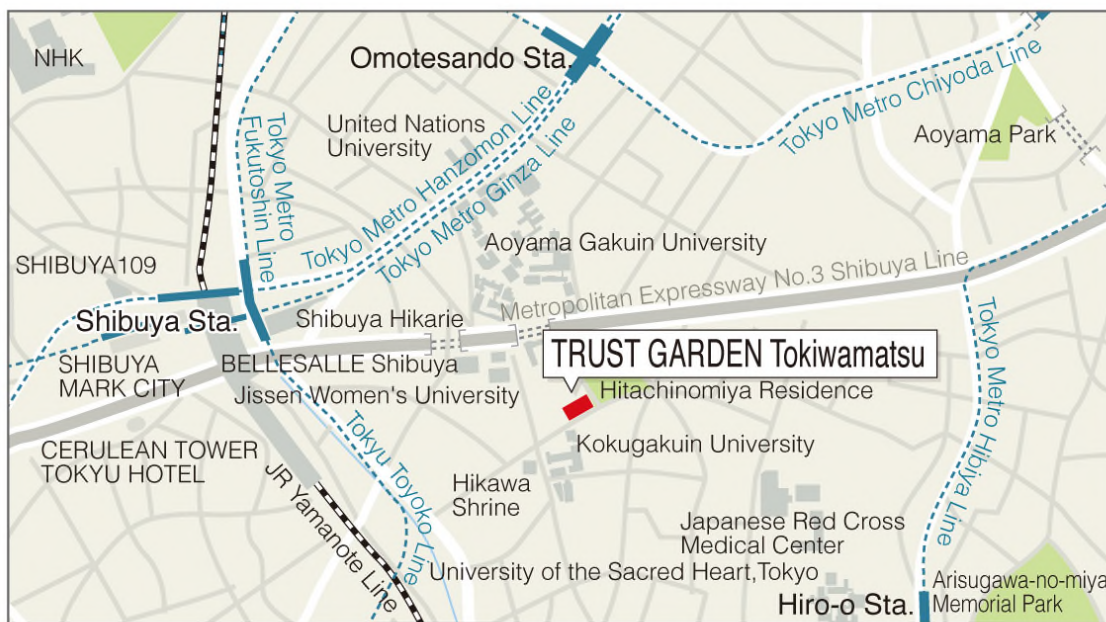 NHK
Omotesando Sta.
United Nations
University
Tokyo Metro Chiyoda Line
Aoyama Park
Tokyo Metro
Fukutoshin Line
Tokyo Metro Hanzomon Line
Tokyo Metro Ginza Line
Aoyama Gakuin University
SHIBUYA109
Metropolitan Expressway No.3 Shibuya Line
Shibuya Sta.
Shibuya Hikarie
TRUST GARDEN Tokiwamatsu
SHIBUYA
MARK CITY
BELLESALLE Shibuya
Jissen Women's University
Hitachinomiya Residence
Tokyo Metro Hibiya Line
CERULEAN TOWER
TOKYU HOTEL
Tokyu Toyoko Line
Kokugakuin University
JR Yamanote Line
Hikawa
Shrine
Japanese Red Cross
Medical Center
University of the Sacred Heart,Tokyo
Hiro-o Sta.
Arisugawa-no-miya
Memorial Park